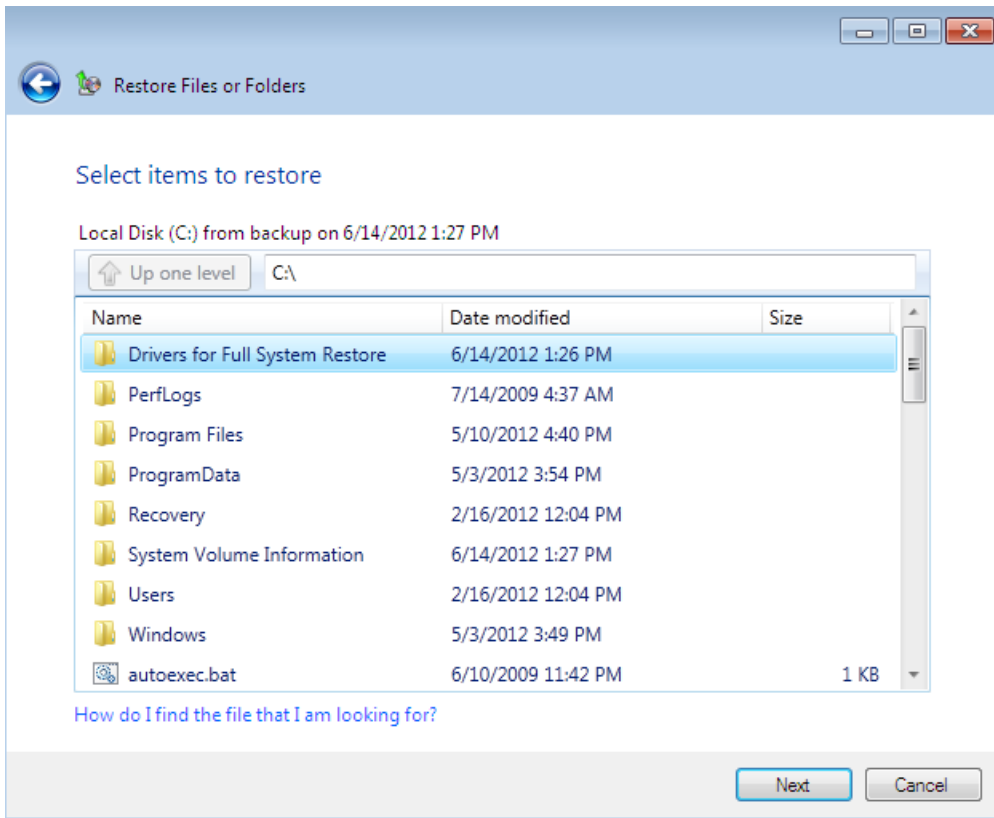 Restore Files or Folders
Select items to restore
Local Disk (C:) from backup on 6/14/2012 1:27 PM
Up one level C:\
Name Date modified Size
Drivers for Full System Restore 6/14/2012 1:26 PM
PerfLogs 7/14/2009 4:37 AM
Program Files 5/10/2012 4:40 PM
ProgramData 5/3/2012 3:54 PM
Recovery 2/16/2012 12:04 PM
System Volume Information 6/14/2012 1:27 PM
Users 2/16/2012 12:04 PM
Windows 5/3/2012 3:49 PM
autoexec.bat 6/10/2009 11:42 PM 1 KB
How do I find the file that I am looking for?
Next Cancel